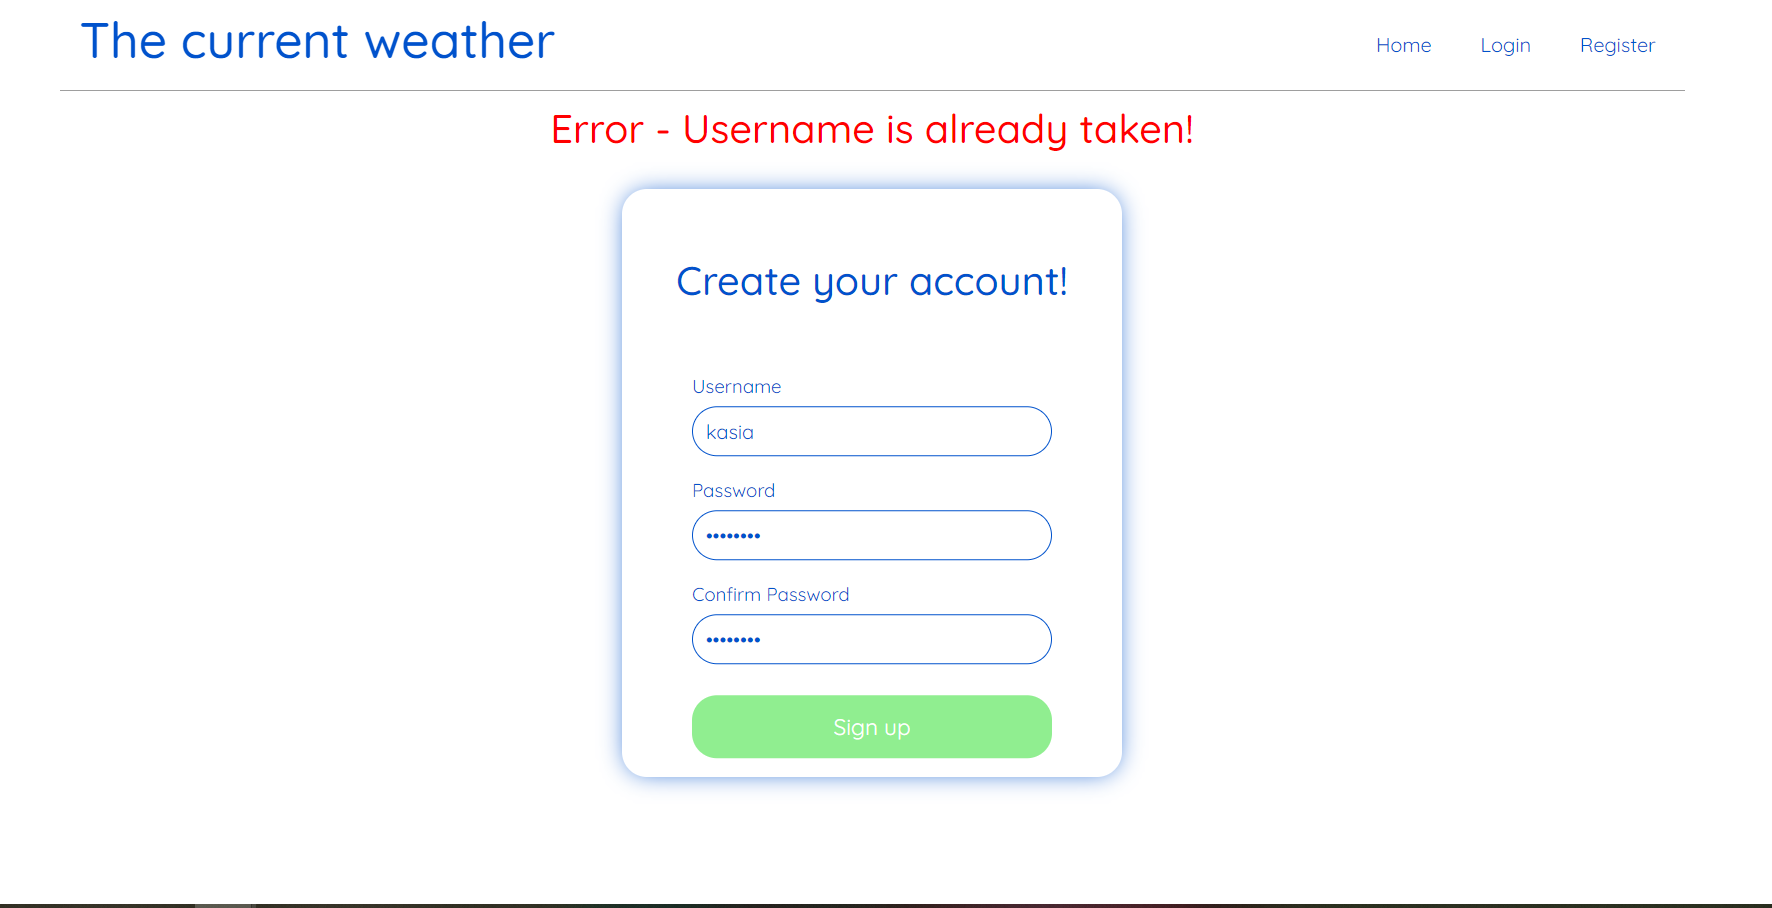 The current weather
Home Login Register
Error - Username is already taken!
Create your account!
Username
kasia
Password
••••••••
Confirm Password
••••••••
Sign up